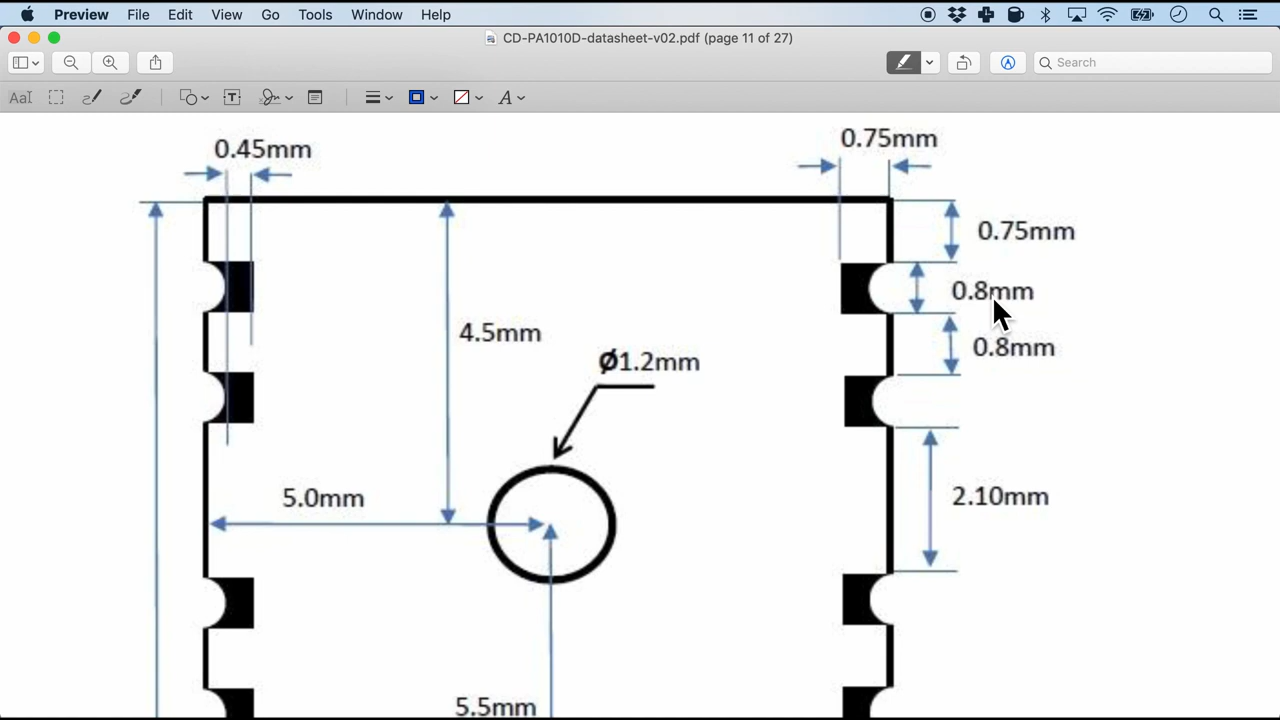 Preview File Edit View Go Tools Window Help
CD-PA1010D-datasheet-v02.pdf (page 11 of 27)
Search
AaI T A
0.45mm
0.75mm
0.75mm
0.8mm
4.5mm
0.8mm
Ø1.2mm
5.0mm
2.10mm
5.5mm